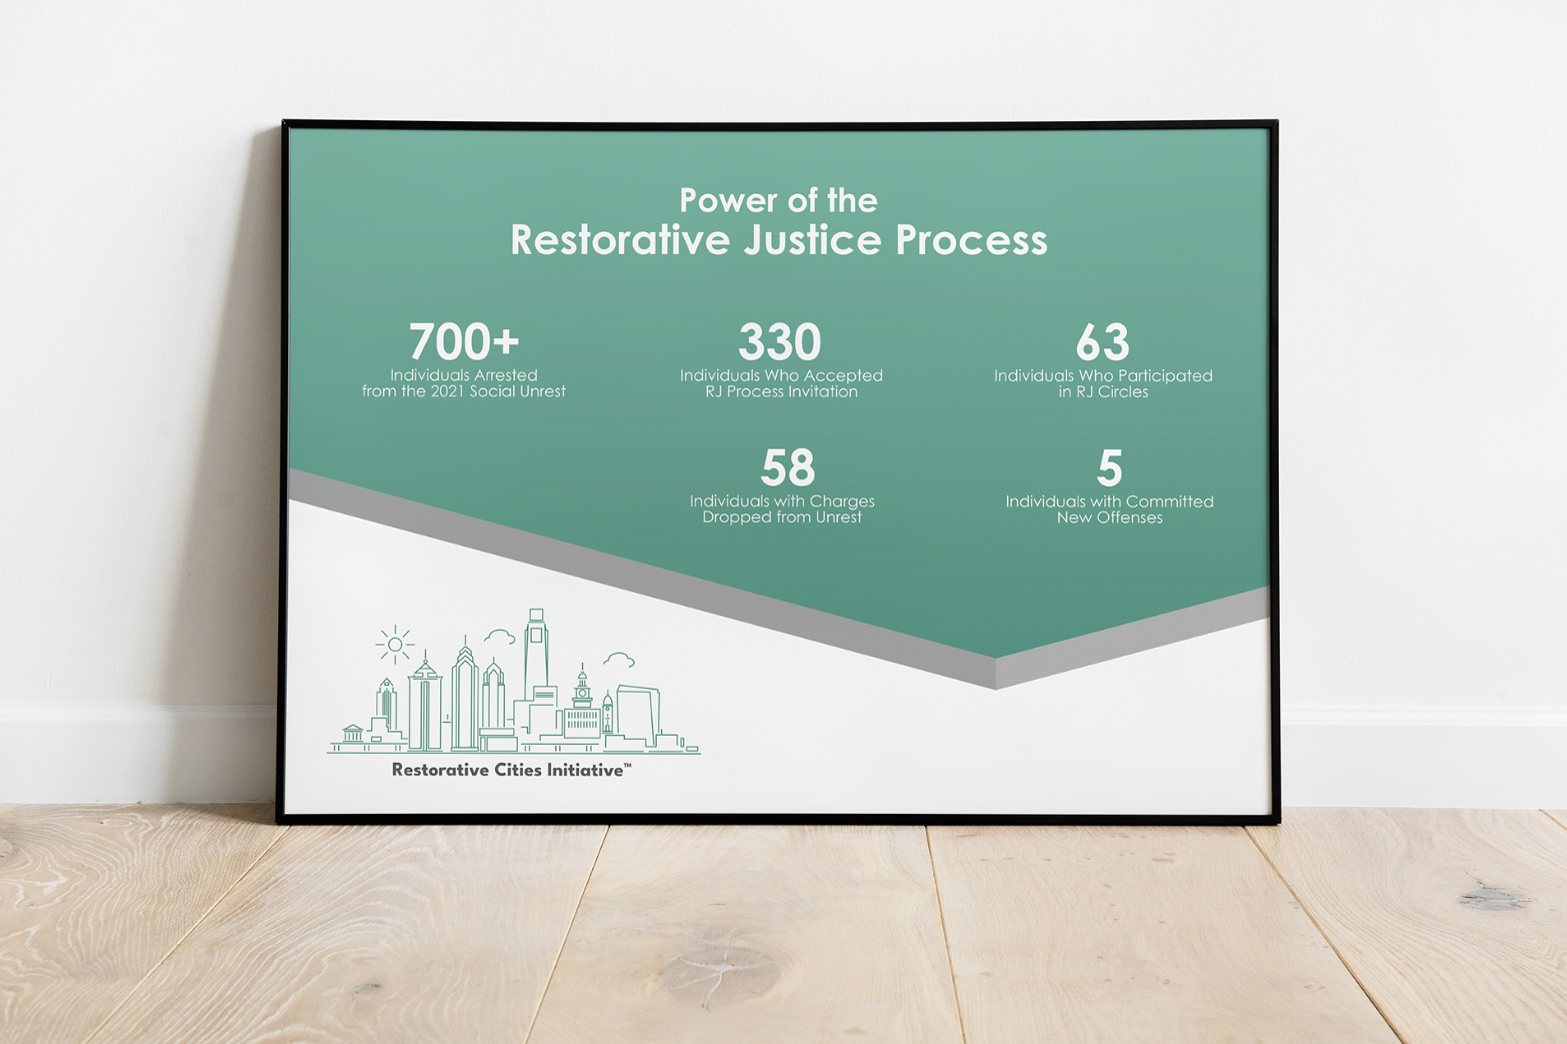 Power of the
Restorative Justice Process
700+
Individuals Arrested
from the 2021 Social Unrest
330
Individuals Who Accepted
RJ Process Invitation
63
Individuals Who Participated
in RJ Circles
58
Individuals with Charges
Dropped from Unrest
5
Individuals with Committed
New Offenses
Restorative Cities Initiative™